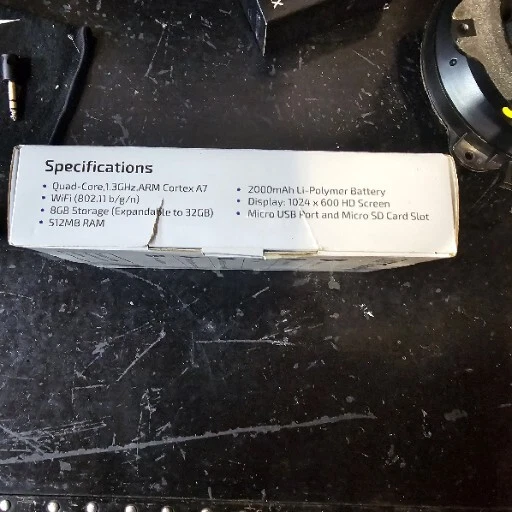 Specifications
• Quad-Core,1.3GHz,ARM Cortex A7
• WiFi (802.11 b/g/n)
• 8GB Storage (Expandable to 32GB)
• 512MB RAM
• 2000mAh Li-Polymer Battery
• Display: 1024 x 600 HD Screen
• Micro USB Port and Micro SD Card Slot